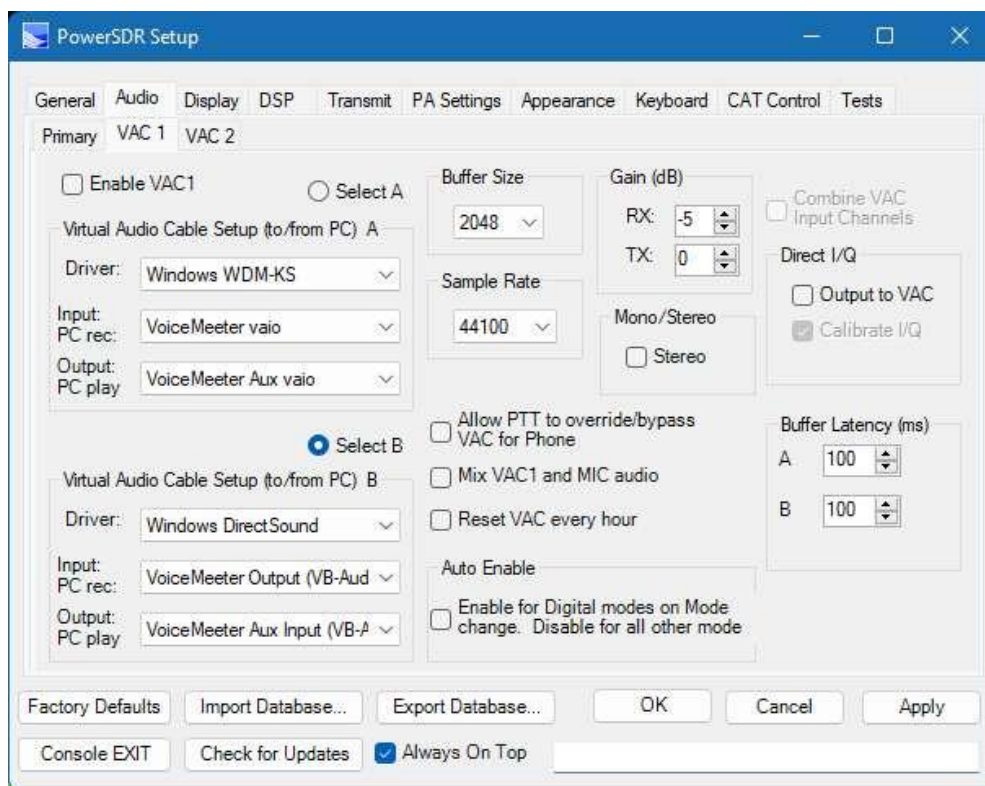 PowerSDR Setup
General Audio Display DSP Transmit PA Settings Appearance Keyboard CAT Control Tests
Primary VAC 1 VAC 2
Enable VAC1
Select A
Virtual Audio Cable Setup (to/from PC) A
Driver: Windows WDM-KS
Input:
PC rec: VoiceMeeter vaio
Output:
PC play VoiceMeeter Aux vaio
Select B
Virtual Audio Cable Setup (to/from PC) B
Driver: Windows DirectSound
Input:
PC rec: VoiceMeeter Output (VB-Aud
Output:
PC play VoiceMeeter Aux Input (VB-A
Buffer Size
2048
Sample Rate
44100
Gain (dB)
RX: -5
TX: 0
Mono/Stereo
Stereo
Combine VAC
Input Channels
Direct I/Q
Output to VAC
Calibrate I/Q
Allow PTT to override/bypass
VAC for Phone
Mix VAC1 and MIC audio
Reset VAC every hour
Auto Enable
Enable for Digital modes on Mode
change. Disable for all other mode
Buffer Latency (ms)
A 100
B 100
Factory Defaults Import Database... Export Database... OK Cancel Apply
Console EXIT Check for Updates Always On Top